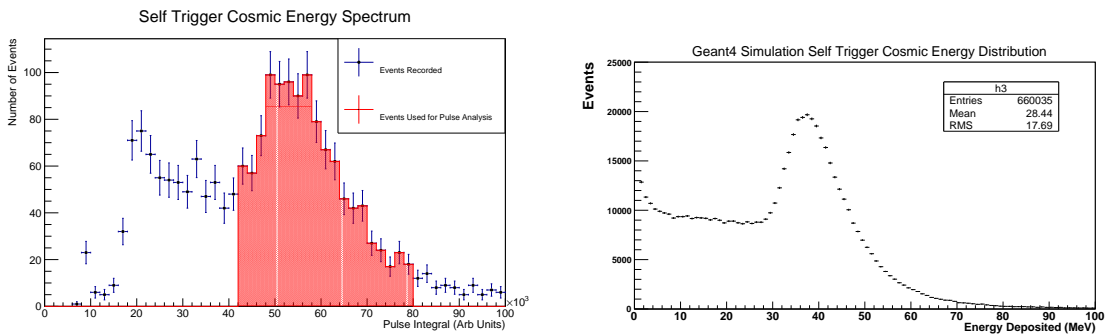 Self Trigger Cosmic Energy Spectrum
Number of Events
100
80
60
40
20
0
Events Recorded
Events Used for Pulse Analysis
0 10 20 30 40 50 60 70 80 90 100
×10³
Pulse Integral (Arb Units)
Geant4 Simulation Self Trigger Cosmic Energy Distribution
Events
25000
20000
15000
10000
5000
0
h3
Entries 660035
Mean 28.44
RMS 17.69
0 10 20 30 40 50 60 70 80 90 100
Energy Deposited (MeV)